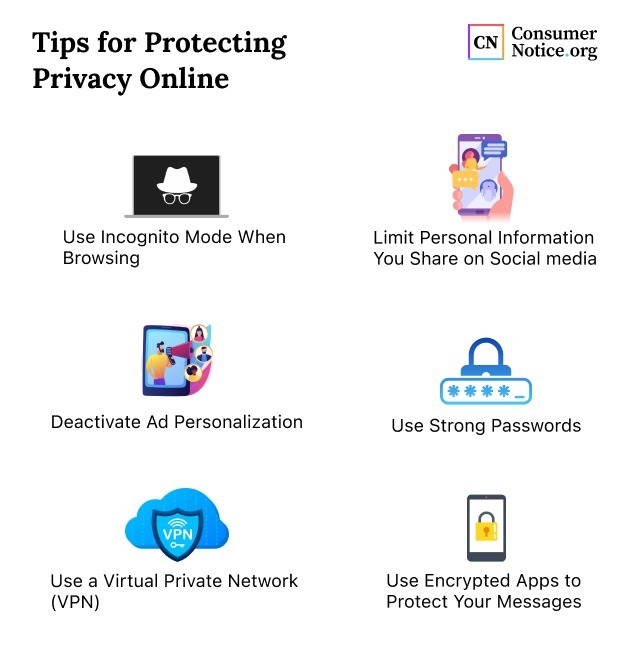 Tips for Protecting
Privacy Online
CN
Consumer
Notice.org
Use Incognito Mode When
Browsing
Limit Personal Information
You Share on Social media
Deactivate Ad Personalization
****_
Use Strong Passwords
VPN
Use a Virtual Private Network
(VPN)
Use Encrypted Apps to
Protect Your Messages